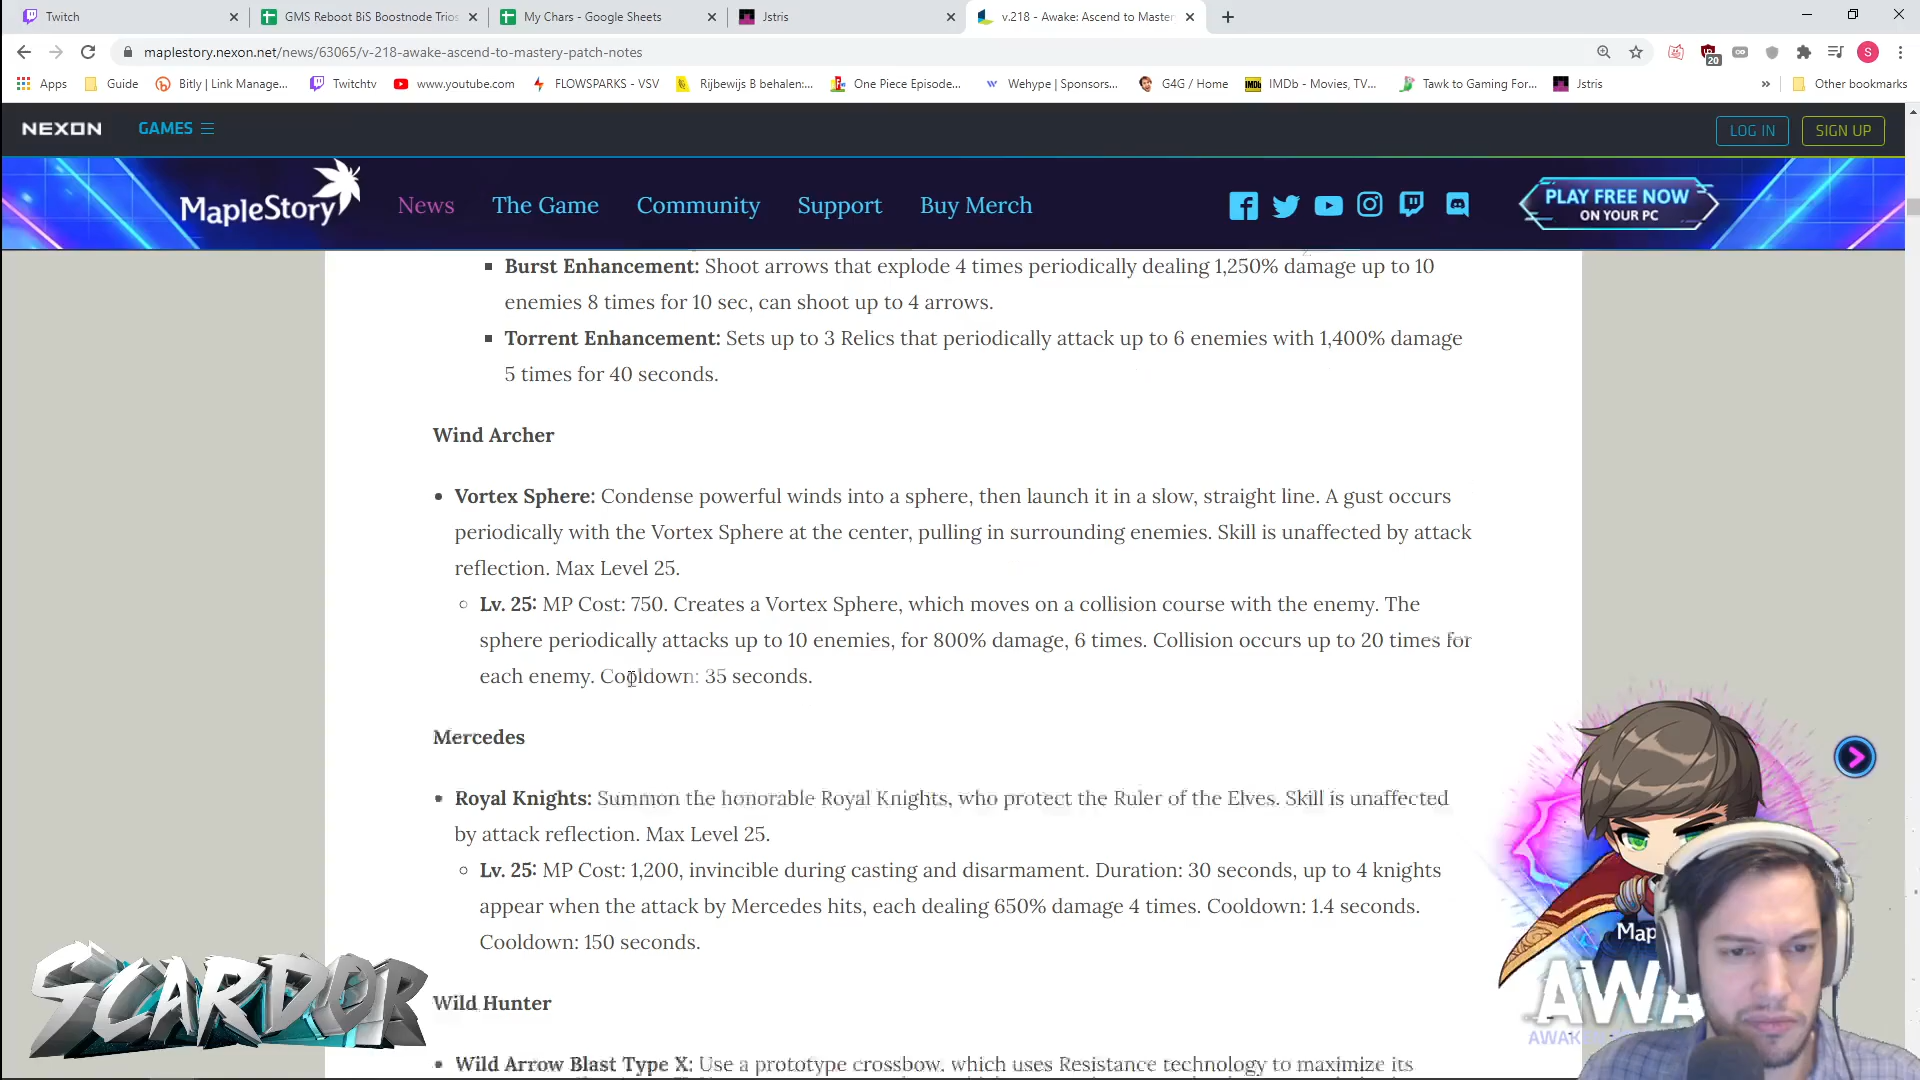 Twitch
GMS Reboot BiS Boostnode Trios
My Chars - Google Sheets
Jstris
v.218 - Awake: Ascend to Master
maplestory.nexon.net/news/63065/v-218-awake-ascend-to-mastery-patch-notes
20
S
Apps
Guide
Bitly | Link Manage...
Twitchtv
www.youtube.com
FLOWSPARKS - VSV
Rijbewijs B behalen:...
One Piece Episode...
Wehype | Sponsors...
G4G / Home
IMDb - Movies, TV...
Tawk to Gaming For...
Jstris
»
Other bookmarks
NEXON
GAMES
LOG IN
SIGN UP
MapleStory
News
The Game
Community
Support
Buy Merch
PLAY FREE NOW
ON YOUR PC
Burst Enhancement: Shoot arrows that explode 4 times periodically dealing 1,250% damage up to 10
enemies 8 times for 10 sec, can shoot up to 4 arrows.
Torrent Enhancement: Sets up to 3 Relics that periodically attack up to 6 enemies with 1,400% damage
5 times for 40 seconds.
Wind Archer
Vortex Sphere: Condense powerful winds into a sphere, then launch it in a slow, straight line. A gust occurs
periodically with the Vortex Sphere at the center, pulling in surrounding enemies. Skill is unaffected by attack
reflection. Max Level 25.
Lv. 25: MP Cost: 750. Creates a Vortex Sphere, which moves on a collision course with the enemy. The
sphere periodically attacks up to 10 enemies, for 800% damage, 6 times. Collision occurs up to 20 times for
each enemy. Cooldown: 35 seconds.
Mercedes
Royal Knights: Summon the honorable Royal Knights, who protect the Ruler of the Elves. Skill is unaffected
by attack reflection. Max Level 25.
Lv. 25: MP Cost: 1,200, invincible during casting and disarmament. Duration: 30 seconds, up to 4 knights
appear when the attack by Mercedes hits, each dealing 650% damage 4 times. Cooldown: 1.4 seconds.
Cooldown: 150 seconds.
Wild Hunter
Wild Arrow Blast Type X: Use a prototype crossbow, which uses Resistance technology to maximize its
SCARDOR
Map
AWA
AWAK